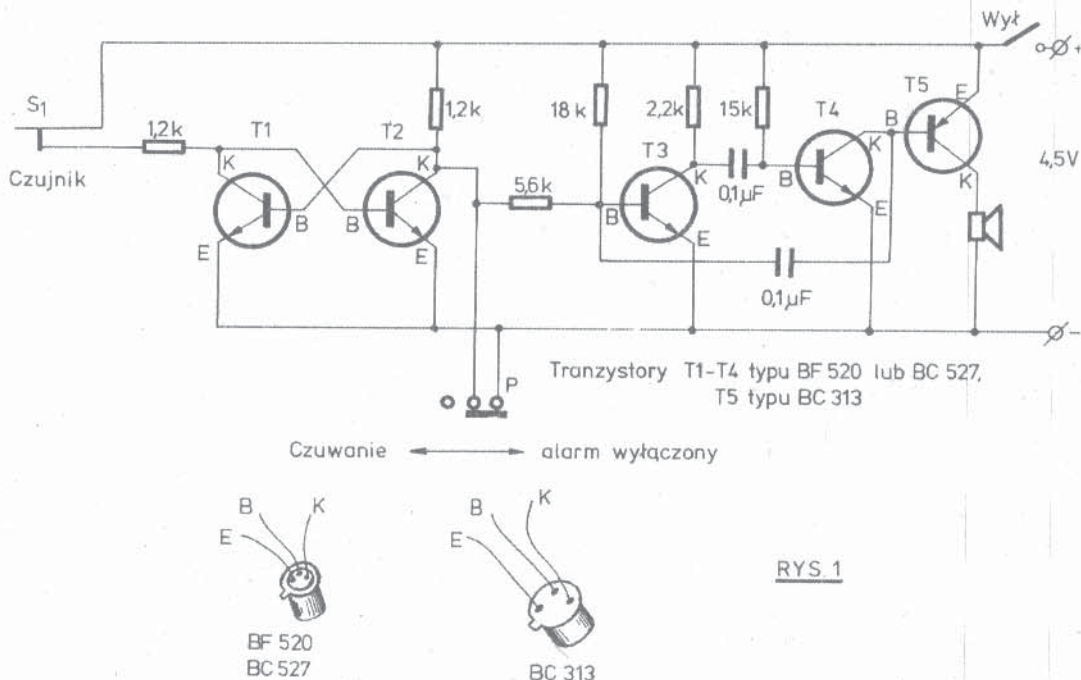 Wył
+
S1
1,2k
T1
T2
1,2k
18k
2,2k
15k
T4
T5
E
B
K
K
T3
K
0,1µF
B
K
4,5V
Czujnik
B
B
5,6k
B
E
K
E
E
E
0,1µF
-
P
Tranzystory T1-T4 typu BF 520 lub BC 527,
T5 typu BC 313
Czuwanie alarm wyłączony
B K
E
B K
E
RYS. 1
BF 520
BC 527
BC 313